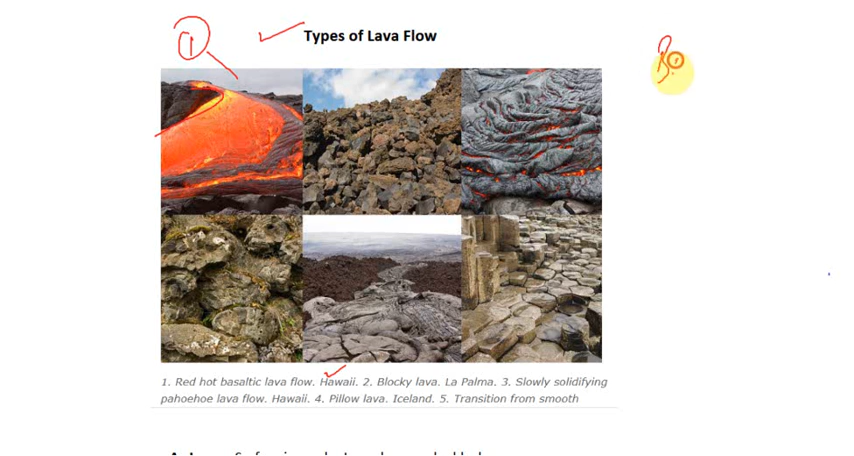 Types of Lava Flow
1. Red hot basaltic lava flow. Hawaii. 2. Blocky lava. La Palma. 3. Slowly solidifying
pahoehoe lava flow. Hawaii. 4. Pillow lava. Iceland. 5. Transition from smooth